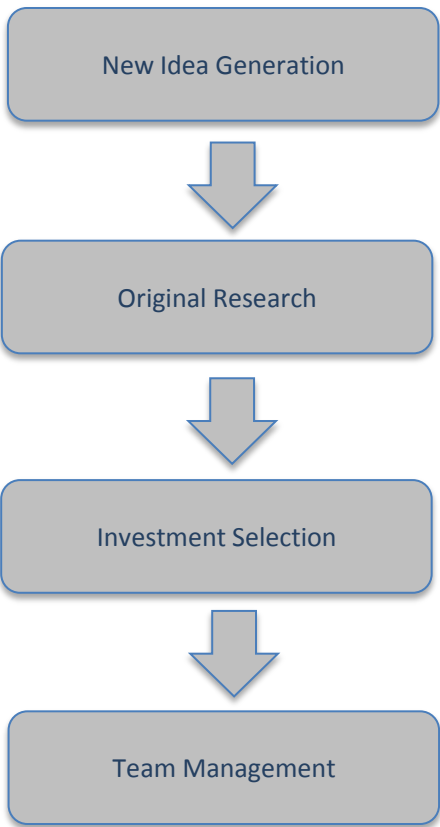 New Idea Generation
Original Research
Investment Selection
Team Management